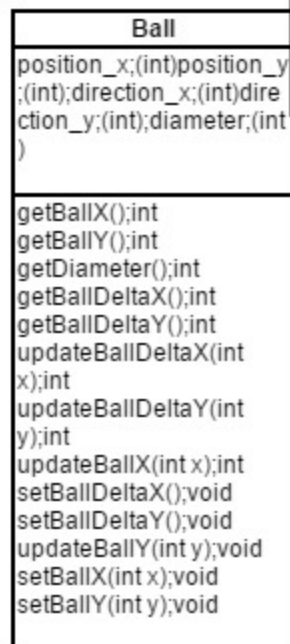 Ball
position_x;(int)position_y
;(int);direction_x;(int)dire
ction_y;(int);diameter;(int
)
getBallX();int
getBallY();int
getDiameter();int
getBallDeltaX();int
getBallDeltaY();int
updateBallDeltaX(int
x);int
updateBallDeltaY(int
y);int
updateBallX(int x);int
setBallDeltaX();void
setBallDeltaY();void
updateBallY(int y);void
setBallX(int x);void
setBallY(int y);void